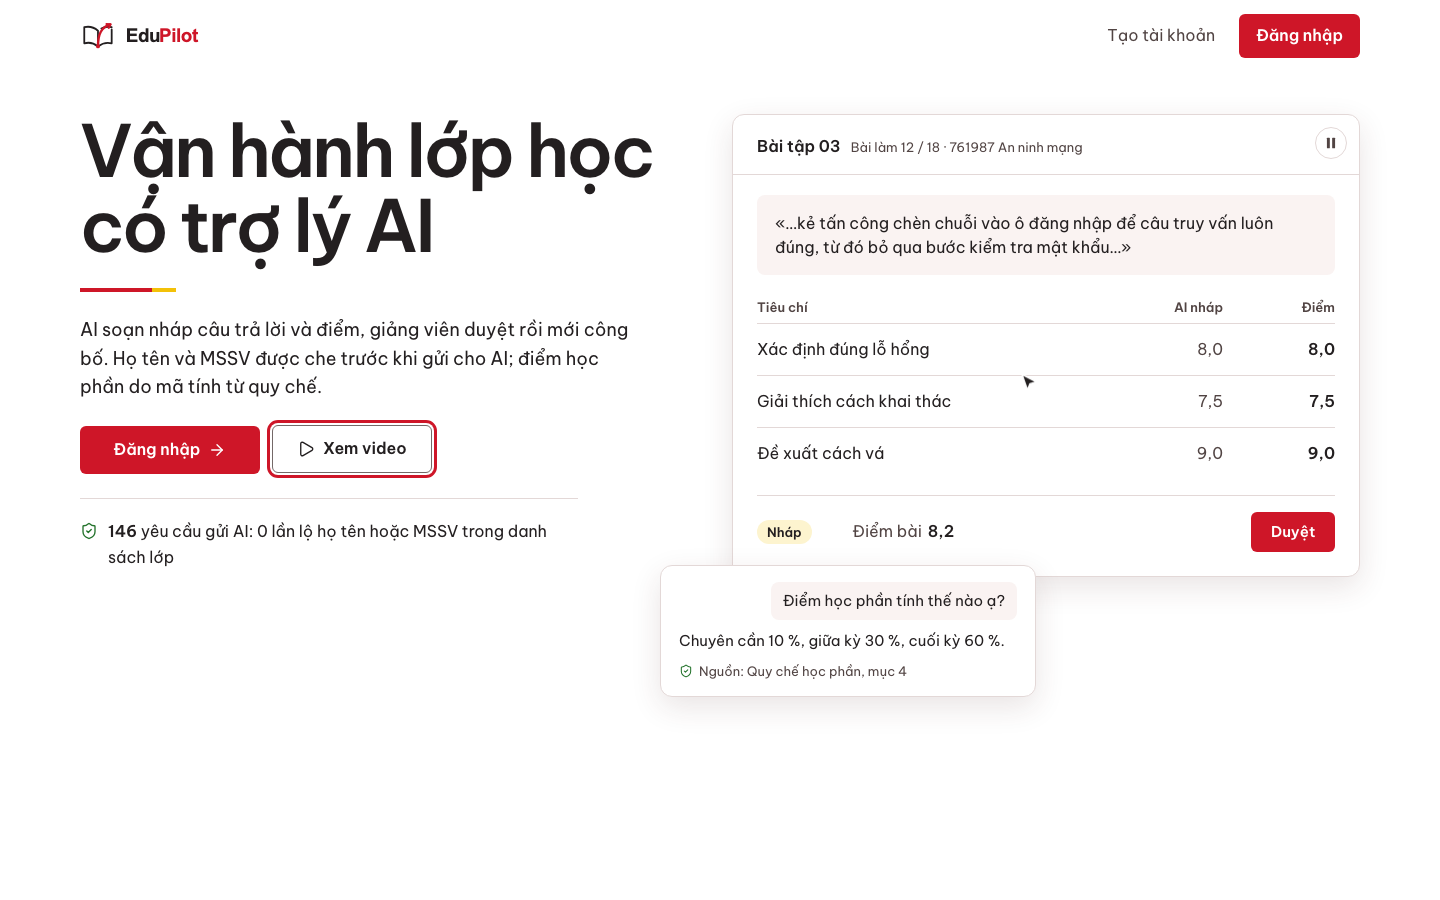 EduPilot
Tạo tài khoản
Đăng nhập
Vận hành lớp học
có trợ lý AI
AI soạn nháp câu trả lời và điểm, giảng viên duyệt rồi mới công
bố. Họ tên và MSSV được che trước khi gửi cho AI; điểm học
phần do mã tính từ quy chế.
Đăng nhập
Xem video
146 yêu cầu gửi AI: 0 lần lộ họ tên hoặc MSSV trong danh
sách lớp
Bài tập 03 Bài làm 12 / 18 · 761987 An ninh mạng
«…kẻ tấn công chèn chuỗi vào ô đăng nhập để câu truy vấn luôn
đúng, từ đó bỏ qua bước kiểm tra mật khẩu…»
Tiêu chí AI nháp Điểm
Xác định đúng lỗ hổng 8,0 8,0
Giải thích cách khai thác 7,5 7,5
Đề xuất cách vá 9,0 9,0
Nháp Điểm bài 8,2 Duyệt
Điểm học phần tính thế nào ạ?
Chuyên cần 10 %, giữa kỳ 30 %, cuối kỳ 60 %.
Nguồn: Quy chế học phần, mục 4